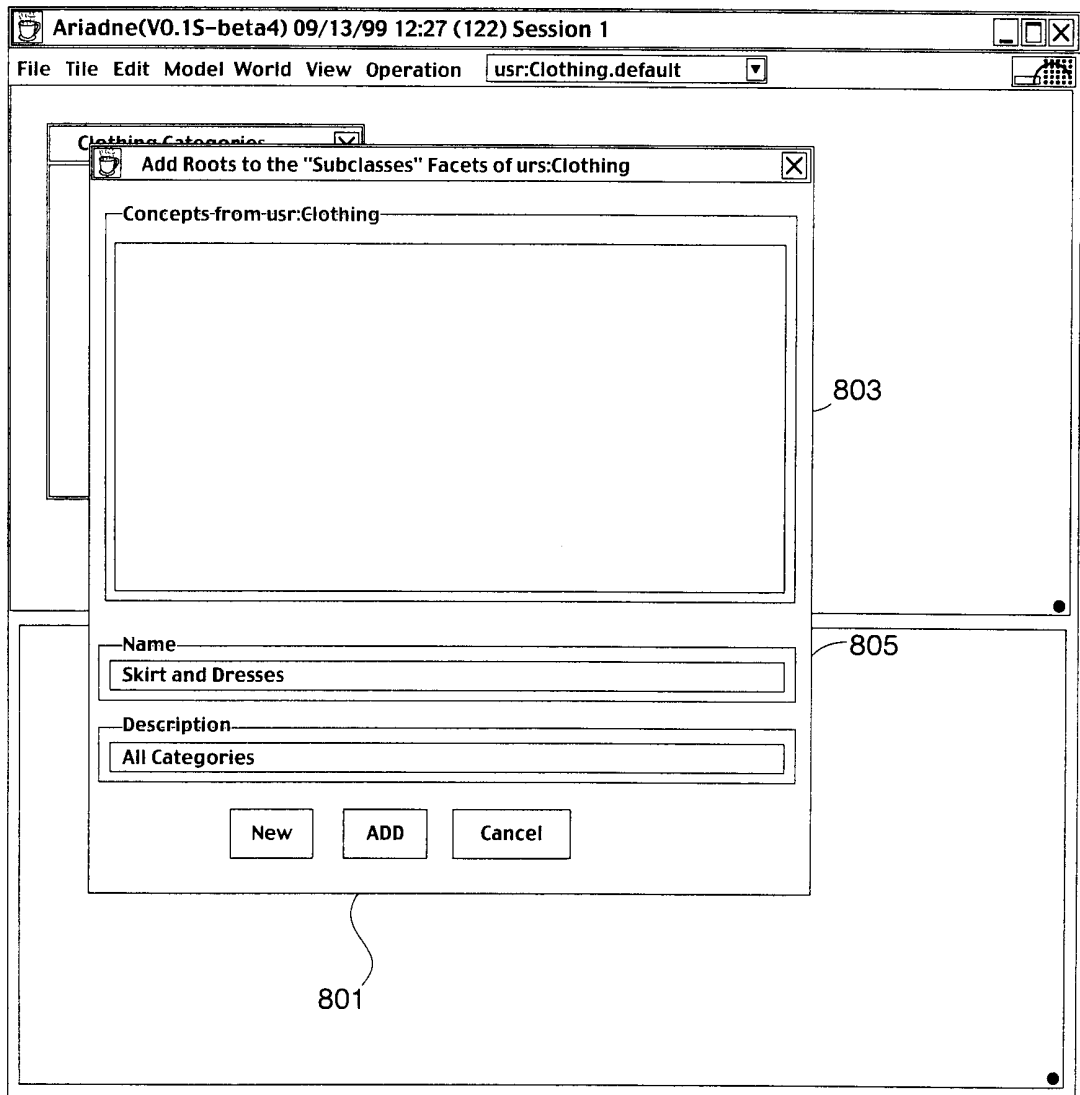 Ariadne(V0.1S-beta4) 09/13/99 12:27 (122) Session 1
File Tile Edit Model World View Operation usr:Clothing.default
Clothing Categories
Add Roots to the "Subclasses" Facets of urs:Clothing
Concepts-from-usr:Clothing
803
805
Name
Skirt and Dresses
Description
All Categories
New ADD Cancel
801